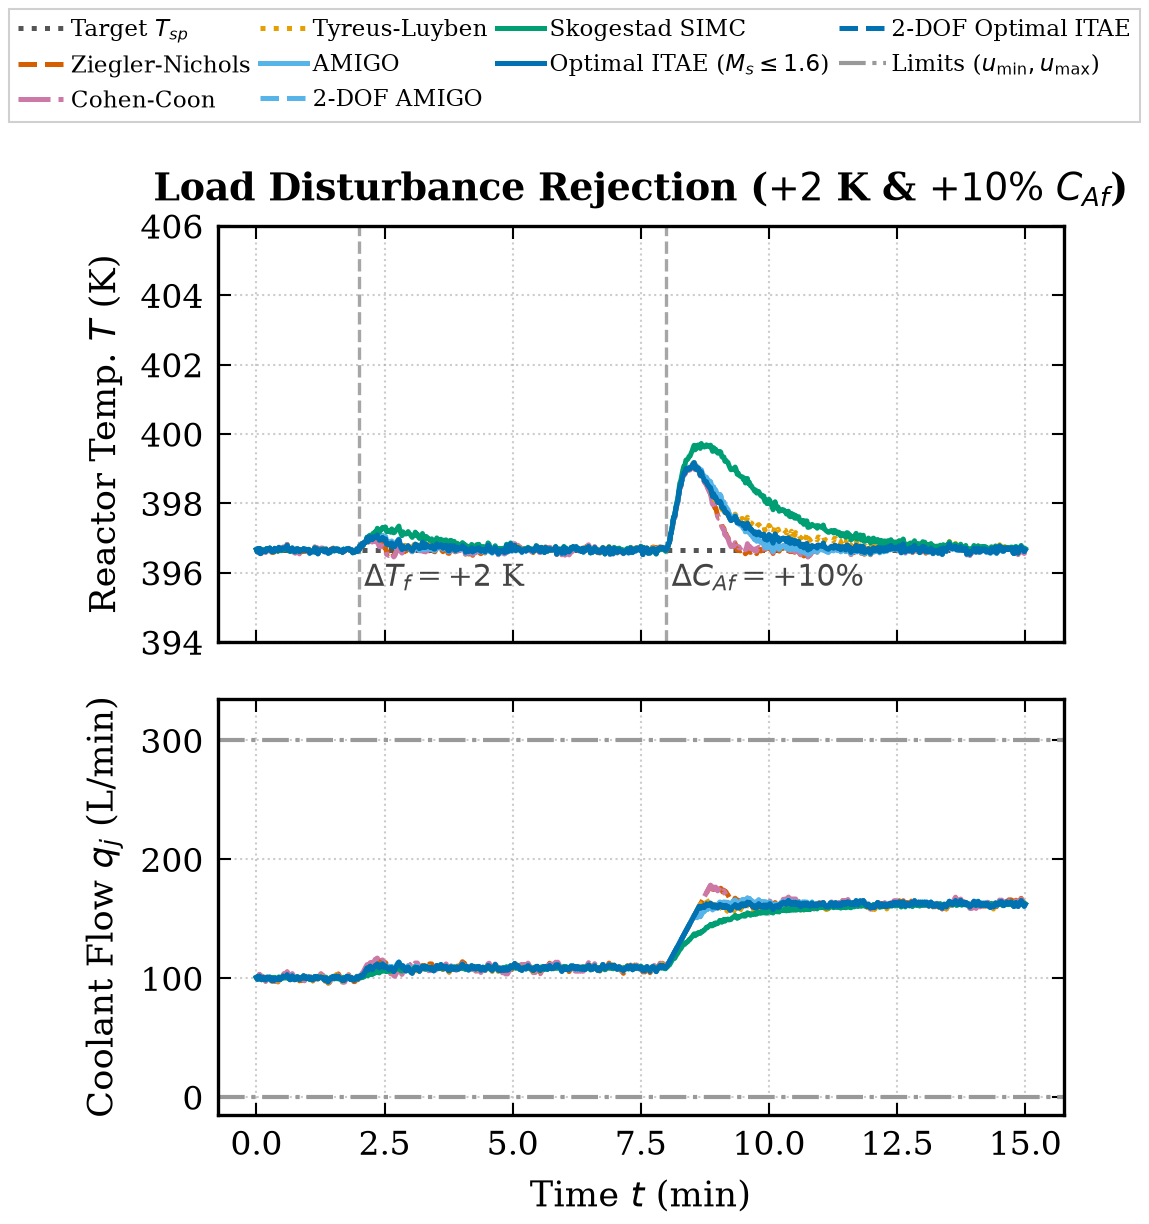 Target T_sp Tyreus-Luyben Skogestad SIMC 2-DOF Optimal ITAE
Ziegler-Nichols AMIGO Optimal ITAE (M_s ≤ 1.6) Limits (u_min, u_max)
Cohen-Coon 2-DOF AMIGO
Load Disturbance Rejection (+2 K & +10% C_Af)
Reactor Temp. T (K)
406
404
402
400
398
396
394
ΔT_f = +2 K
ΔC_Af = +10%
Coolant Flow q_j (L/min)
300
200
100
0
0.0 2.5 5.0 7.5 10.0 12.5 15.0
Time t (min)